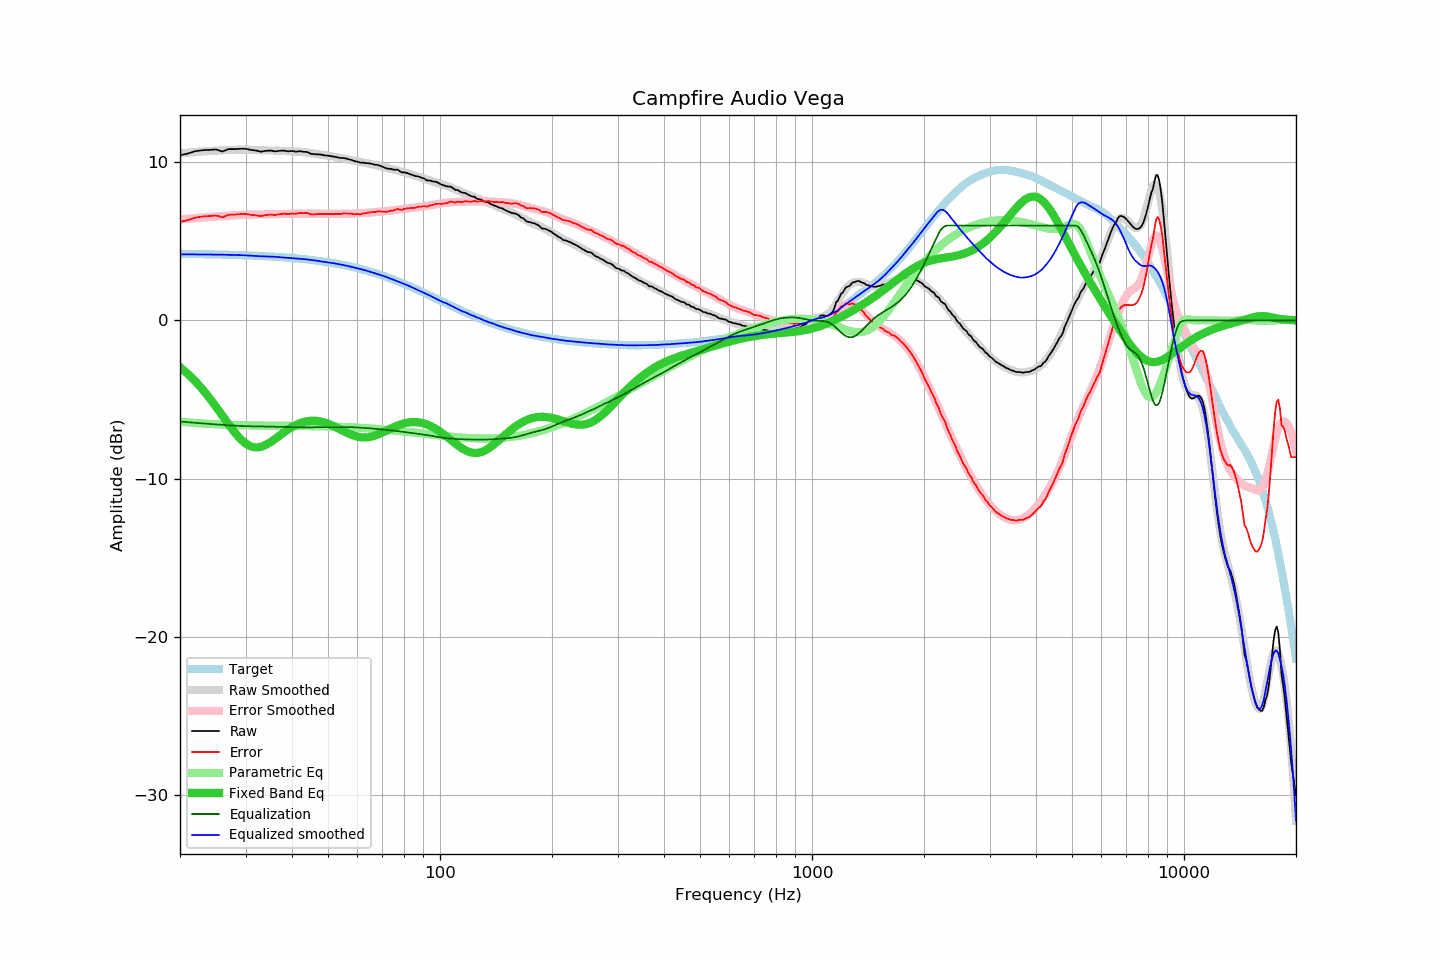 Campfire Audio Vega
10
0
−10
−20
−30
Amplitude (dBr)
Target
Raw Smoothed
Error Smoothed
Raw
Error
Parametric Eq
Fixed Band Eq
Equalization
Equalized smoothed
100
1000
10000
Frequency (Hz)